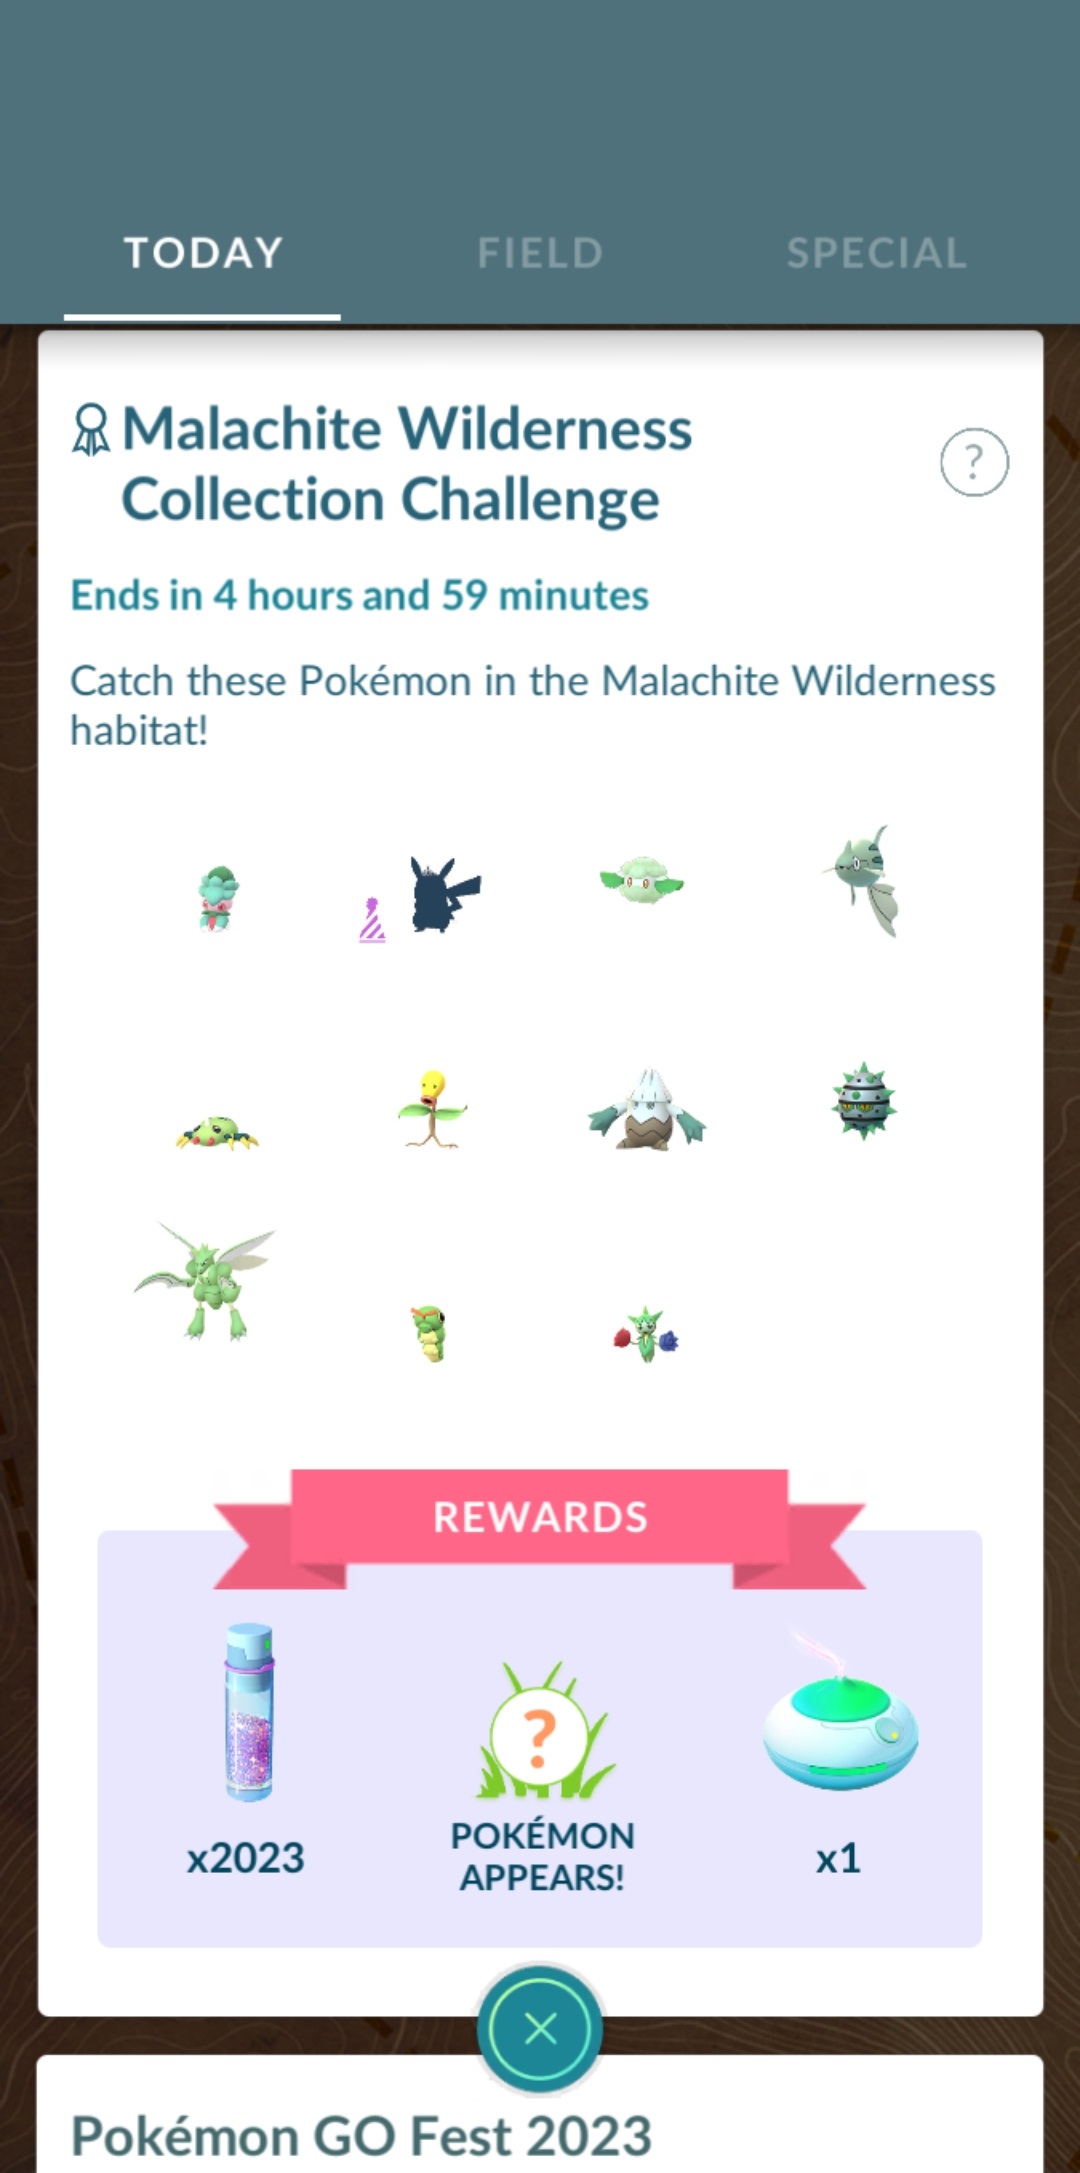 TODAY
FIELD
SPECIAL
Malachite Wilderness
Collection Challenge
?
Ends in 4 hours and 59 minutes
Catch these Pokémon in the Malachite Wilderness
habitat!
REWARDS
?
x2023
POKÉMON
APPEARS!
x1
Pokémon GO Fest 2023